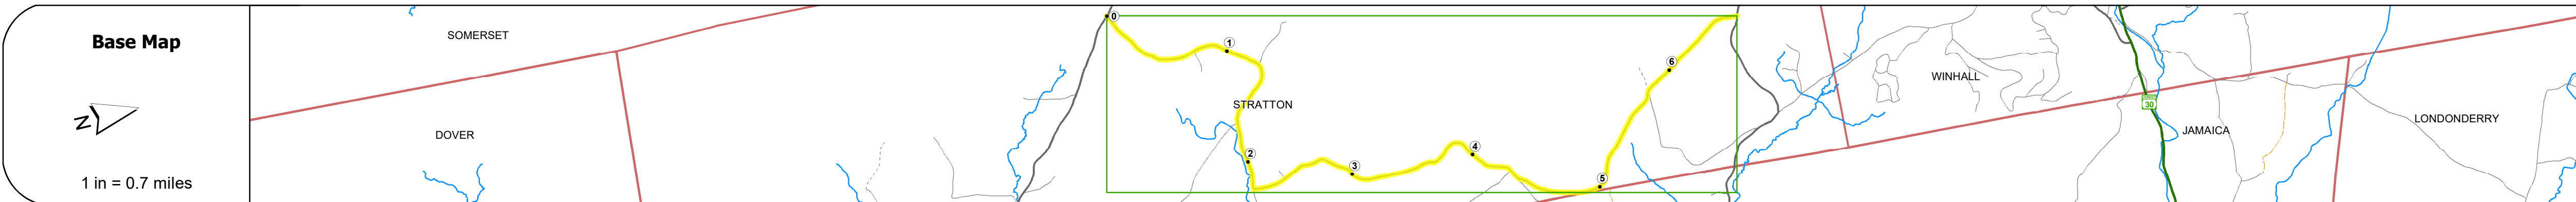 Base Map
N
1 in = 0.7 miles
SOMERSET
DOVER
STRATTON
0
1
2
3
4
5
6
WINHALL
30
JAMAICA
LONDONDERRY